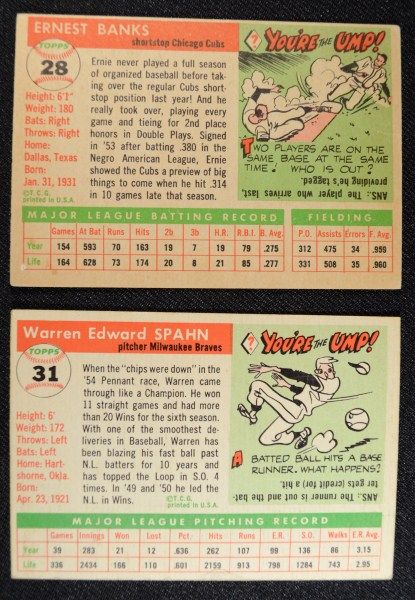 ERNEST BANKS
shortstop Chicago Cubs
TOPPS
28
Height: 6'1"
Weight: 180
Bats: Right
Throws: Right
Home:
Dallas, Texas
Born:
Jan. 31, 1931
© T. C. G.
printed in U.S.A.
Ernie never played a full season
of organized baseball before tak-
ing over the regular Cubs short-
stop position last year! And he
really took over, playing every
game and tying for 2nd place
honors in Double Plays. Signed
in '53 after batting .380 in the
Negro American League, Ernie
showed the Cubs a preview of big
things to come when he hit .314
in 10 games late that season.
? YOU'RE THE UMP!
TWO PLAYERS ARE ON THE
SAME BASE AT THE SAME
TIME! WHO IS OUT?
ANS. The player who arrives last,
providing he's tagged.
MAJOR LEAGUE BATTING RECORD FIELDING
Games At Bat Runs Hits 2b 3b H.R. R.B.I. B. Avg. P.O. Assists Errors F. Avg.
Year 154 593 70 163 19 7 19 79 .275 312 475 34 .959
Life 164 628 73 174 20 8 21 85 .277 331 508 35 .960
Warren Edward SPAHN
pitcher Milwaukee Braves
TOPPS
31
Height: 6'
Weight: 172
Throws: Left
Bats: Left
Home: Hart-
shorne, Okla.
Born:
Apr. 23, 1921
When the "chips were down" in the
'54 Pennant race, Warren came
through like a Champion. He won
11 straight games and had more
than 20 Wins for the sixth season.
With one of the smoothest de-
liveries in Baseball, Warren has
been blazing his fast ball past
N.L. batters for 10 years and
has topped the Loop in S.O. 4
times. In '49 and '50 he led the
N.L. in Wins.
© T. C. G.
printed in U.S.A.
? YOU'RE THE UMP!
A BATTED BALL HITS A BASE
RUNNER. WHAT HAPPENS?
ANS. The runner is out and the bat-
ter gets (credit for) a hit.
MAJOR LEAGUE PITCHING RECORD
Games Innings Won Lost Pct. Hits Runs E.R. S.O. Walks E.R. Avg.
Year 39 283 21 12 .636 262 107 99 136 86 3.15
Life 336 2434 166 110 .601 2159 913 798 1284 743 2.95